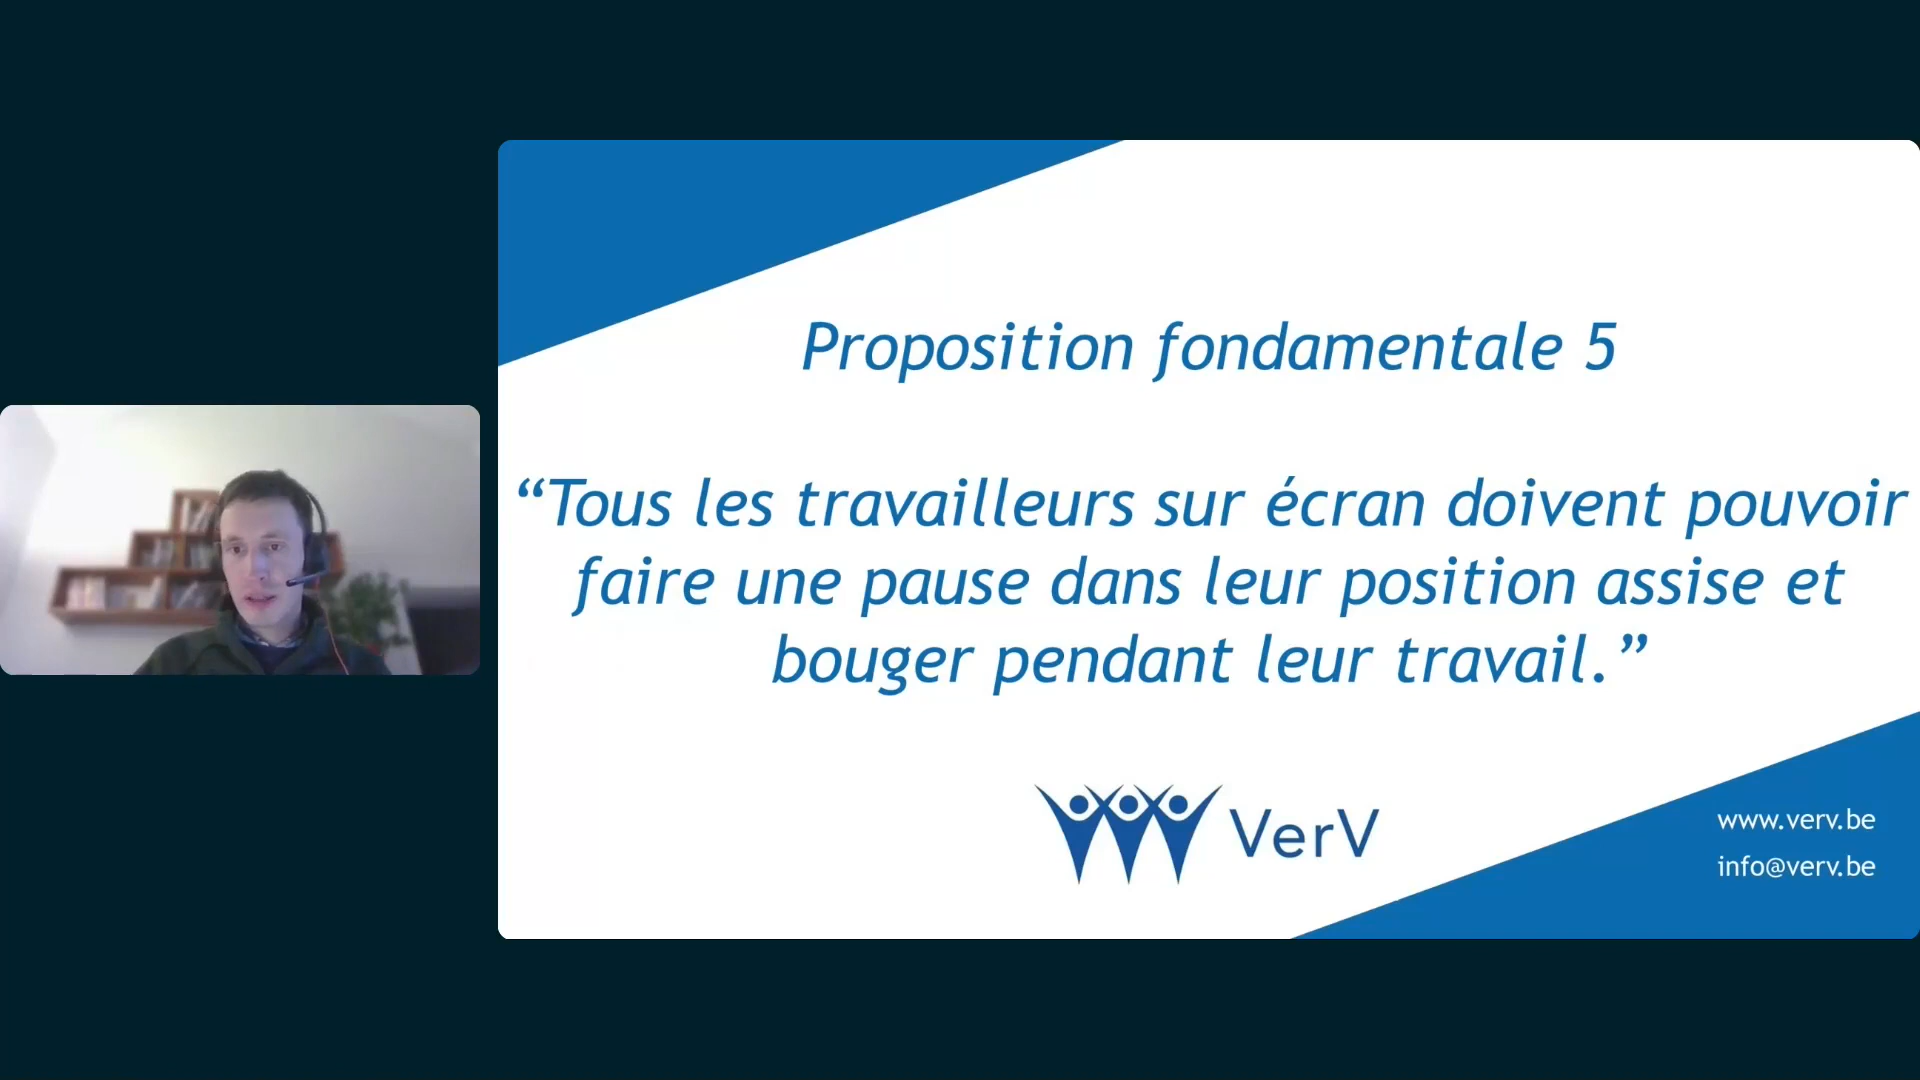 Proposition fondamentale 5
“Tous les travailleurs sur écran doivent pouvoir
faire une pause dans leur position assise et
bouger pendant leur travail.”
VerV
www.verv.be
info@verv.be